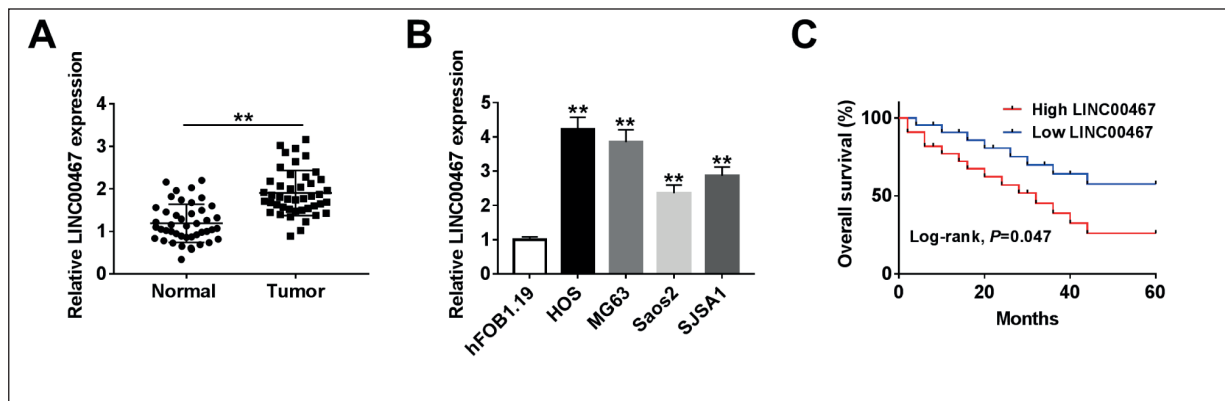 A
Relative LINC00467 expression
4
3
2
1
0
**
Normal Tumor
B
Relative LINC00467 expression
5
4
3
2
1
0
**
**
**
**
hFOB1.19 HOS MG63 Saos2 SJSA1
C
Overall survival (%)
100
50
0
High LINC00467
Low LINC00467
Log-rank, P=0.047
0 20 40 60
Months